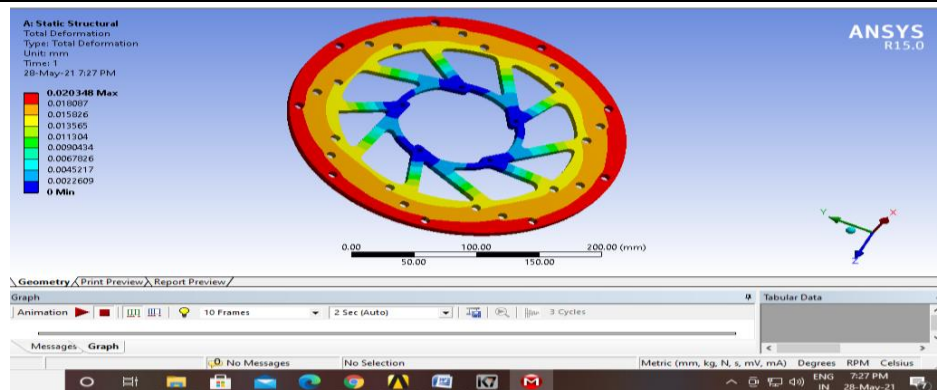 A: Static Structural
Total Deformation
Type: Total Deformation
Unit: mm
Time: 1
28-May-21 7:27 PM
0.020348 Max
0.018087
0.015826
0.013565
0.011304
0.0090434
0.0067826
0.0045217
0.0022609
0 Min
ANSYS
R15.0
Y
X
Z
0.00 100.00 200.00 (mm)
50.00 150.00
Geometry Print Preview Report Preview
Graph
Tabular Data
Animation 10 Frames 2 Sec (Auto) 3 Cycles
Messages Graph
0: No Messages No Selection Metric (mm, kg, N, s, mV, mA) Degrees RPM Celsius
ENG 7:27 PM
IN 28-May-21